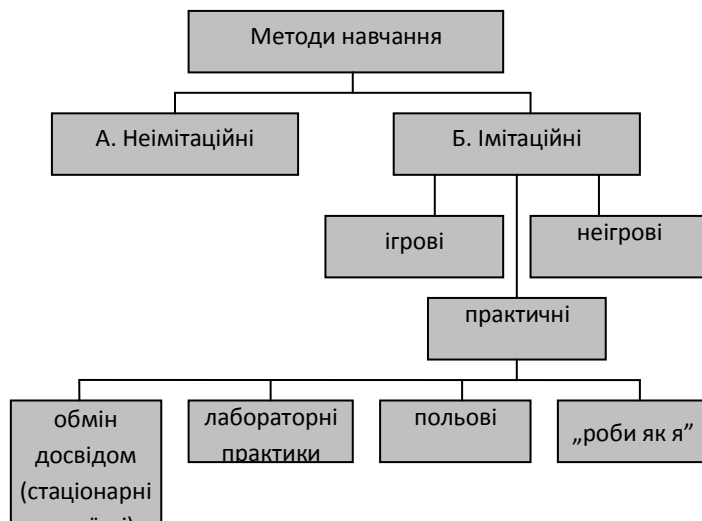 Методи навчання
А. Неімітаційні
Б. Імітаційні
ігрові
неігрові
практичні
обмін
досвідом
(стаціонарні
лабораторні
практики
польові
„роби як я”